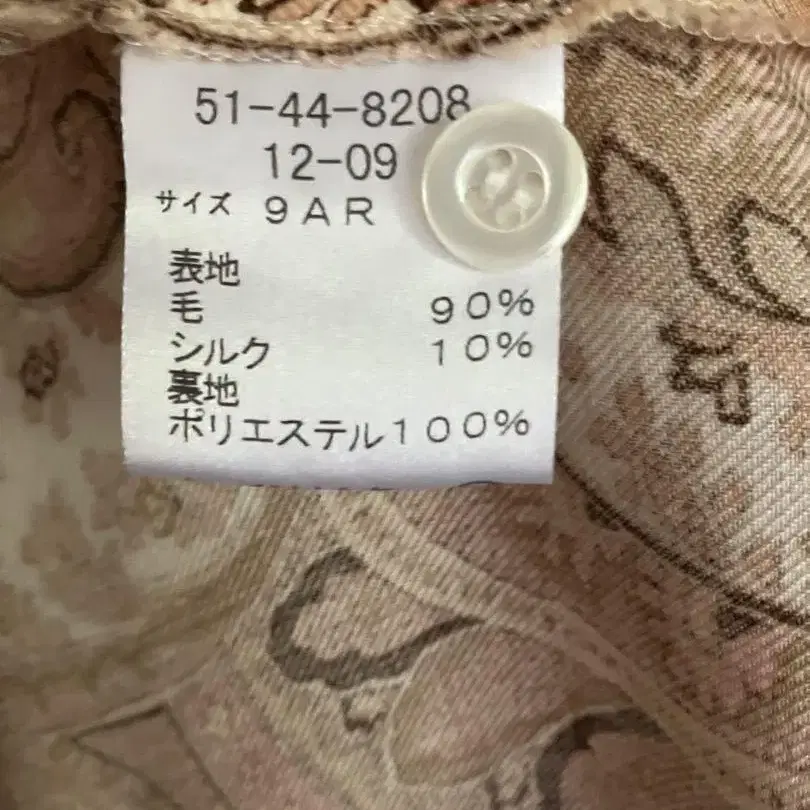 51-44-8208
12-09
サイズ 9AR
表地
毛 90%
シルク 10%
裏地
ポリエステル100%